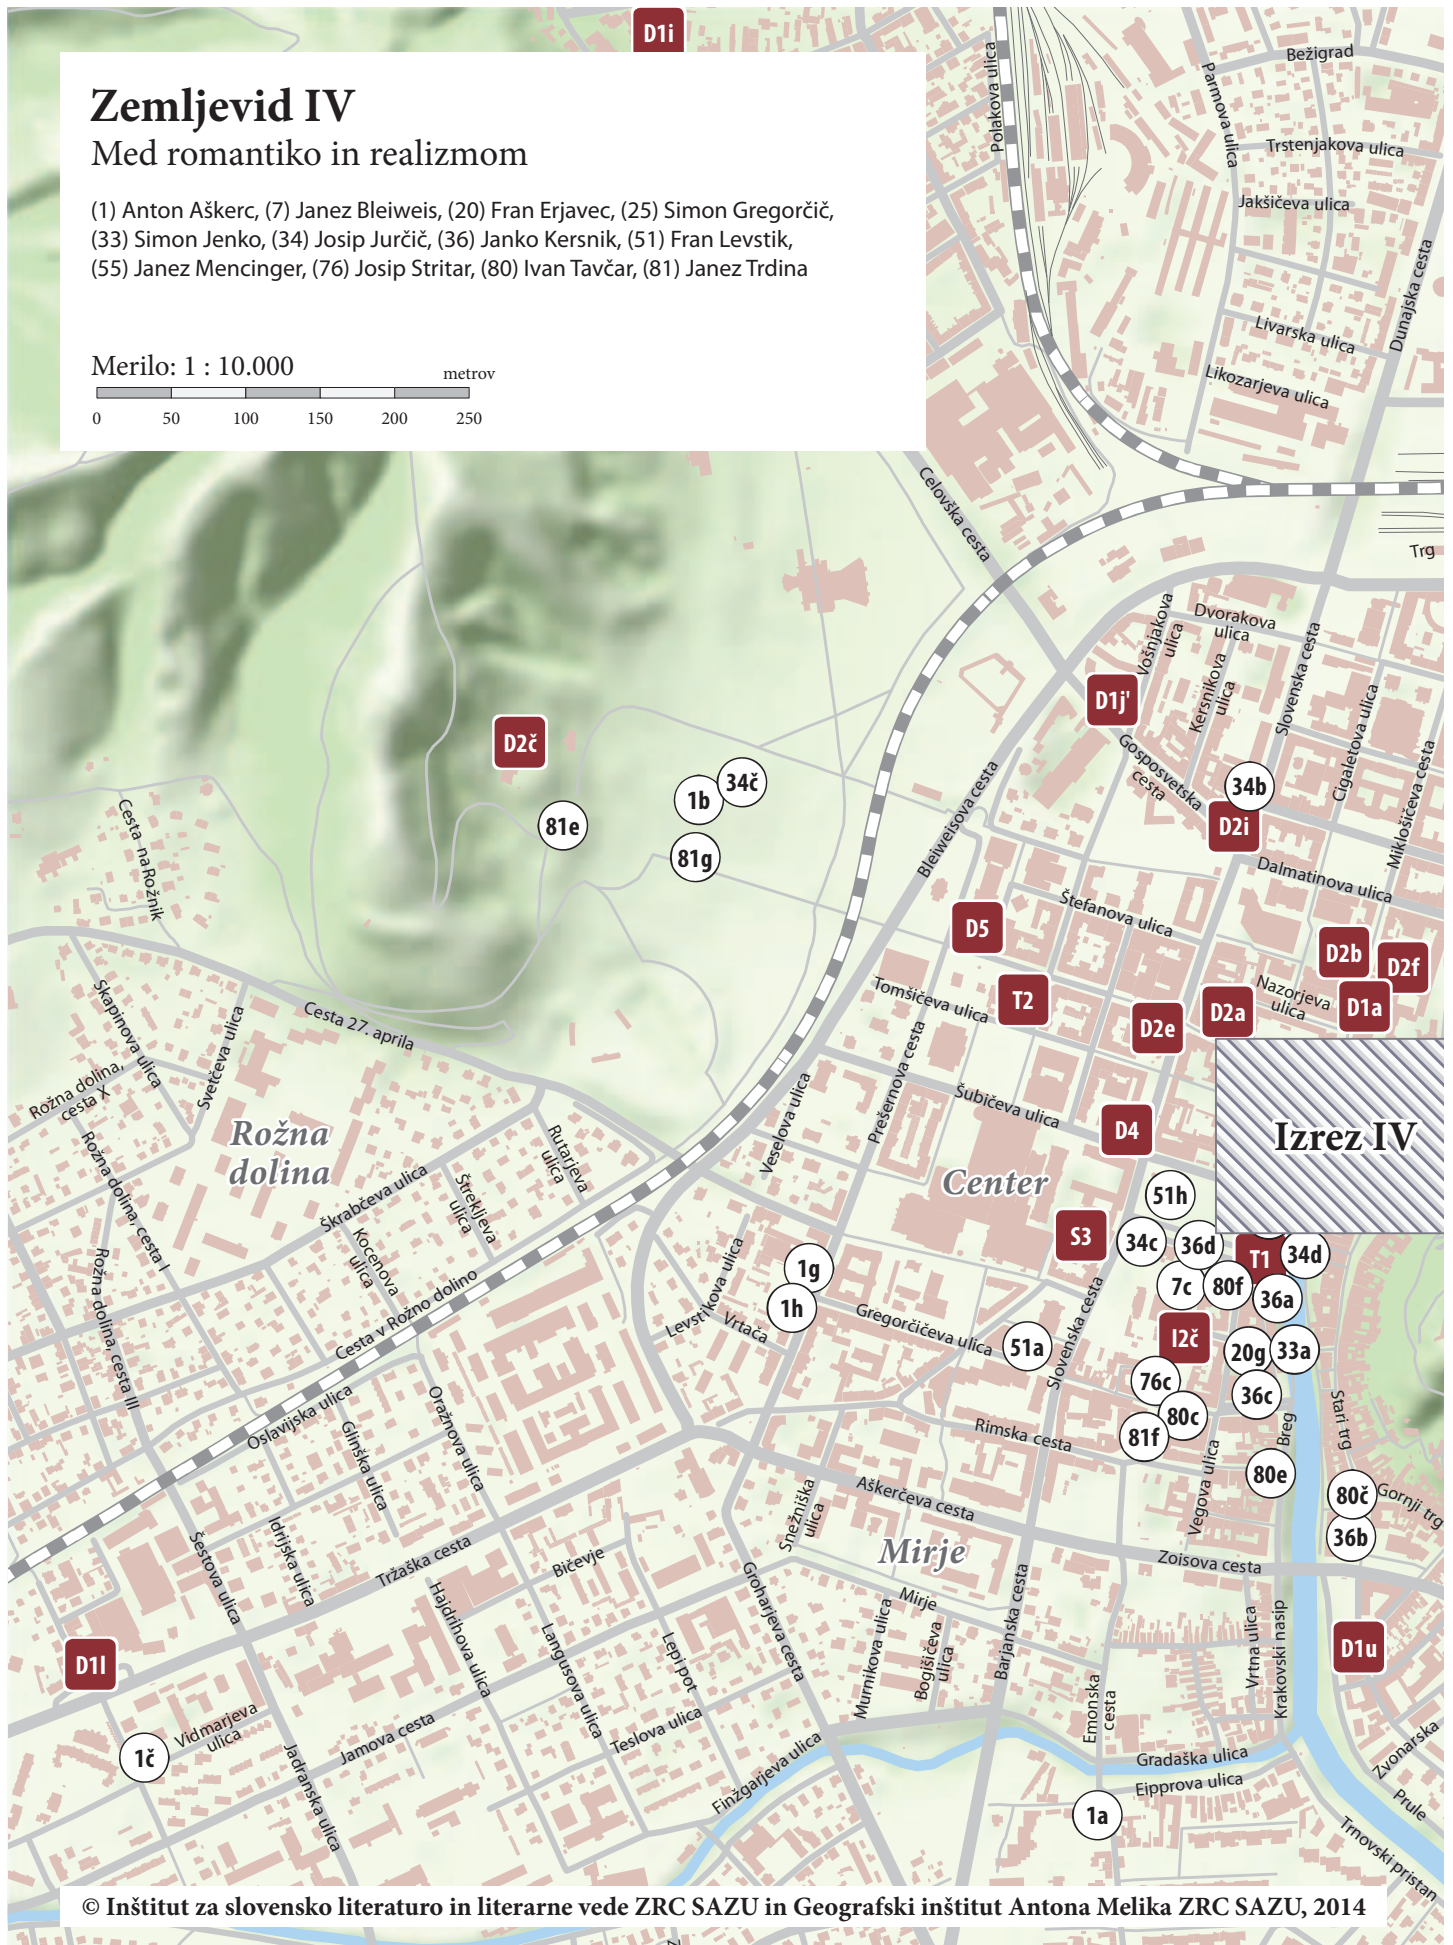 D1i
Zemljevid IV
Med romantiko in realizmom
(1) Anton Aškerc, (7) Janez Bleiweis, (20) Fran Erjavec, (25) Simon Gregorčič,
(33) Simon Jenko, (34) Josip Jurčič, (36) Janko Kersnik, (51) Fran Levstik,
(55) Janez Mencinger, (76) Josip Stritar, (80) Ivan Tavčar, (81) Janez Trdina
Merilo: 1 : 10.000
metrov
0 50 100 150 200 250
Polakova ulica
Parmova ulica
Bežigrad
Trstenjakova ulica
Jakšičeva ulica
Dunajska cesta
Livarska ulica
Likozarjeva ulica
Celovška cesta
Trg
Vošnjakova
ulica
Dvorakova
ulica
Kersnikova
ulica
Slovenska cesta
Cigaletova ulica
Miklošičeva cesta
D1j'
Gosposvetska
cesta
34b
D2i
Dalmatinova ulica
D2č
34č
1b
81e
81g
Bleiweisova cesta
Cesta na Rožnik
Štefanova ulica
D5
D2b
D2f
T2
Tomšičeva ulica
Nazorjeva
ulica
D2a
D1a
D2e
Skapinova ulica
Svetčeva ulica
Cesta 27. aprila
Rožna dolina,
cesta X
Prešernova cesta
Veselova ulica
Šubičeva ulica
D4
Izrez IV
Rožna
dolina
Rožna dolina, cesta I
Rutarjeva
ulica
Škrabčeva ulica
Štrekljeva
ulica
Center
51h
Kocenova
ulica
S3
34c
36d
T1
34d
Rožna dolina, cesta III
Levstikova ulica
1g
7c
80f
36a
Cesta v Rožno dolino
1h
Vrtača
Gregorčičeva ulica
51a
Slovenska cesta
I2č
20g
33a
76c
36c
Oslavijska ulica
Oražnova ulica
Glinška ulica
80c
81f
Rimska cesta
Breg
Stari trg
80e
Vegova ulica
Aškerčeva cesta
Snežniška
ulica
80č
Gornji trg
36b
Mirje
Zoisova cesta
Šestova ulica
Idrijska ulica
Tržaška cesta
Bičevje
Hajdrihova ulica
Langusova ulica
Lepi pot
Groharjeva cesta
Mirje
Murnikova ulica
Bogišičeva
ulica
Barjanska cesta
Vrtna ulica
Krakovski nasip
D1l
D1u
Emonska
cesta
Vidmarjeva
ulica
1č
Jamova cesta
Jadranska ulica
Teslova ulica
Finžgarjeva ulica
Gradaška ulica
Eipprova ulica
Zvonarska
Prule
1a
Trnovski pristan
© Inštitut za slovensko literaturo in literarne vede ZRC SAZU in Geografski inštitut Antona Melika ZRC SAZU, 2014